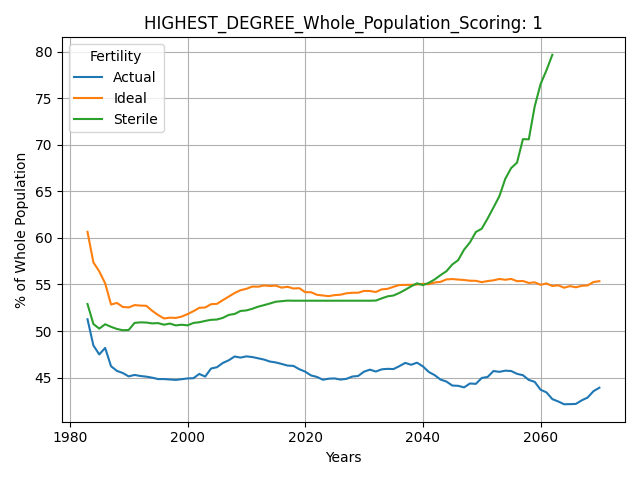 HIGHEST_DEGREE_Whole_Population_Scoring: 1
% of Whole Population
80
75
70
65
60
55
50
45
Fertility
Actual
Ideal
Sterile
1980
2000
2020
2040
2060
Years